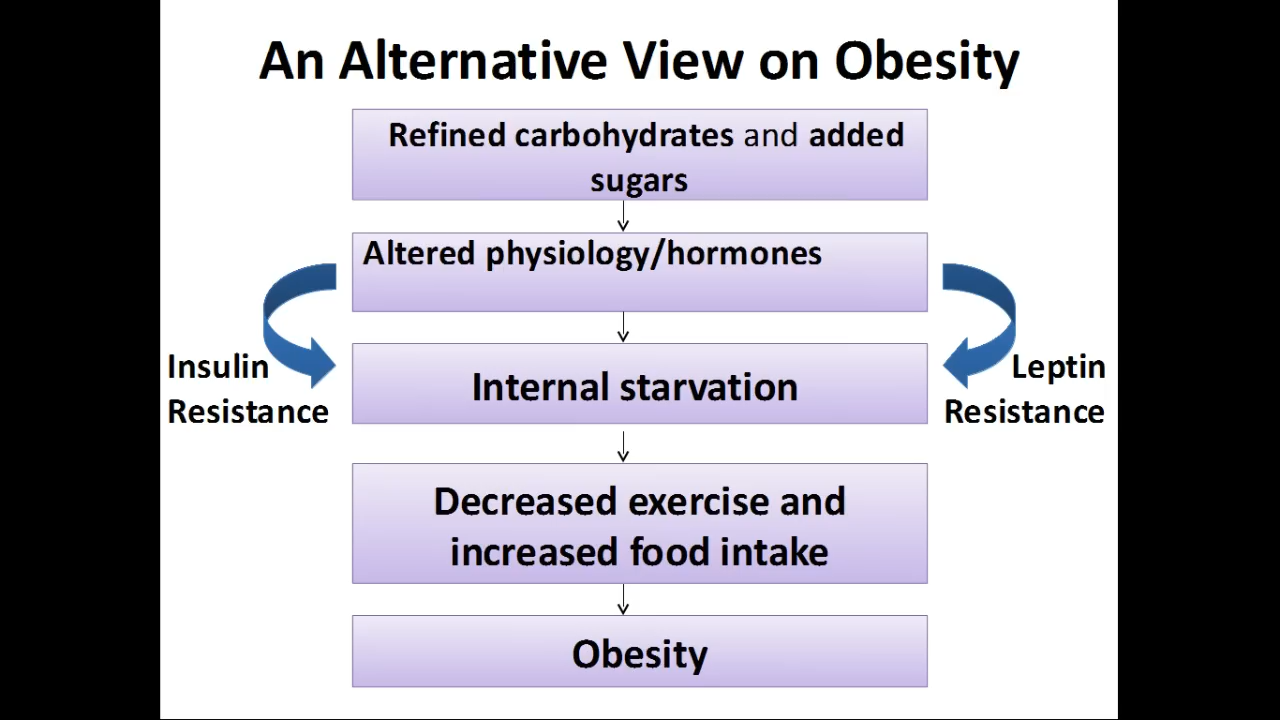 An Alternative View on Obesity
Refined carbohydrates and added
sugars
Altered physiology/hormones
Insulin
Resistance
Leptin
Resistance
Internal starvation
Decreased exercise and
increased food intake
Obesity